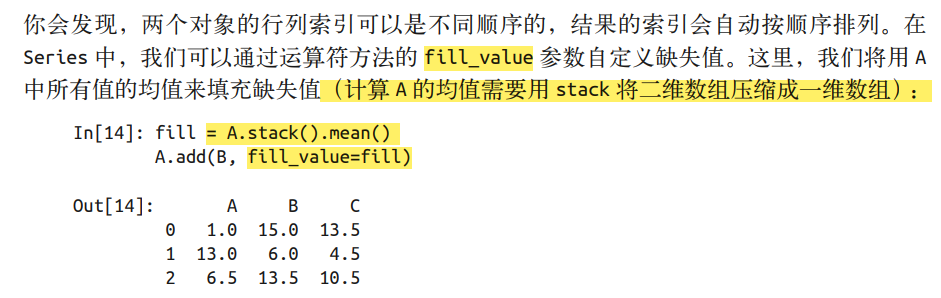 你会发现，两个对象的行列索引可以是不同顺序的，结果的索引会自动按顺序排列。在
Series 中，我们可以通过运算符方法的 fill_value 参数自定义缺失值。这里，我们将用 A
中所有值的均值来填充缺失值（计算 A 的均值需要用 stack 将二维数组压缩成一维数组）：
In[14]: fill = A.stack().mean()
A.add(B, fill_value=fill)
Out[14]: A B C
0 1.0 15.0 13.5
1 13.0 6.0 4.5
2 6.5 13.5 10.5